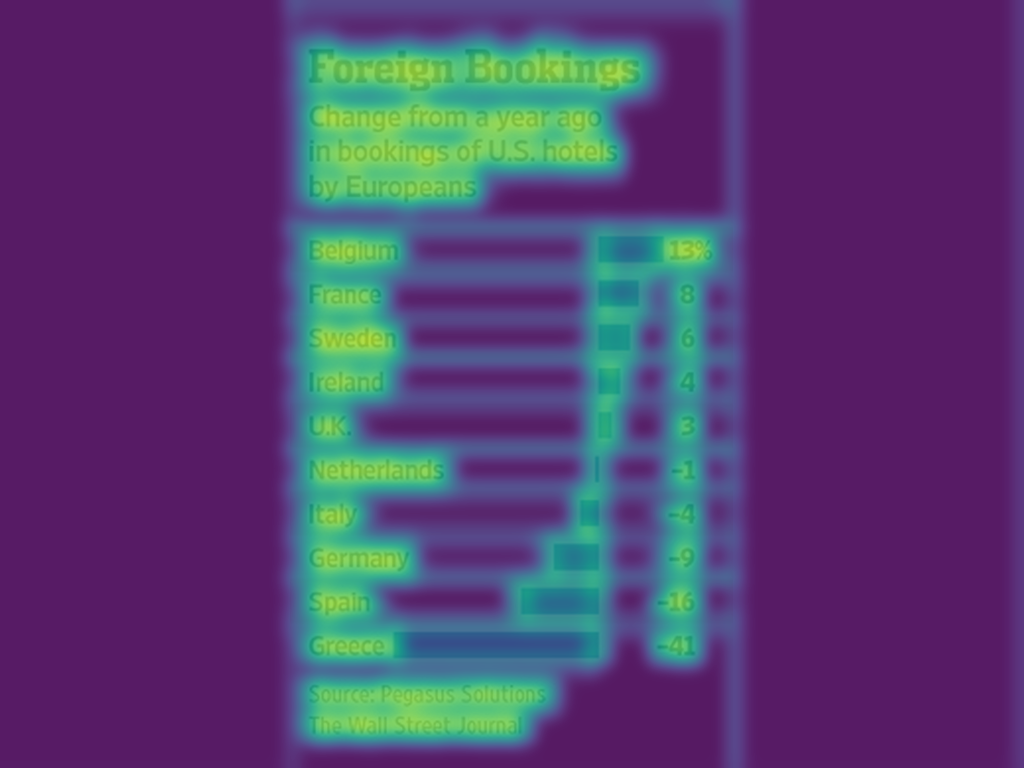 Foreign Bookings
Change from a year ago
in bookings of U.S. hotels
by Europeans
Belgium 13%
France 8
Sweden 6
Ireland 4
U.K. 3
Netherlands –1
Italy –4
Germany –9
Spain –16
Greece –41
Source: Pegasus Solutions
The Wall Street Journal